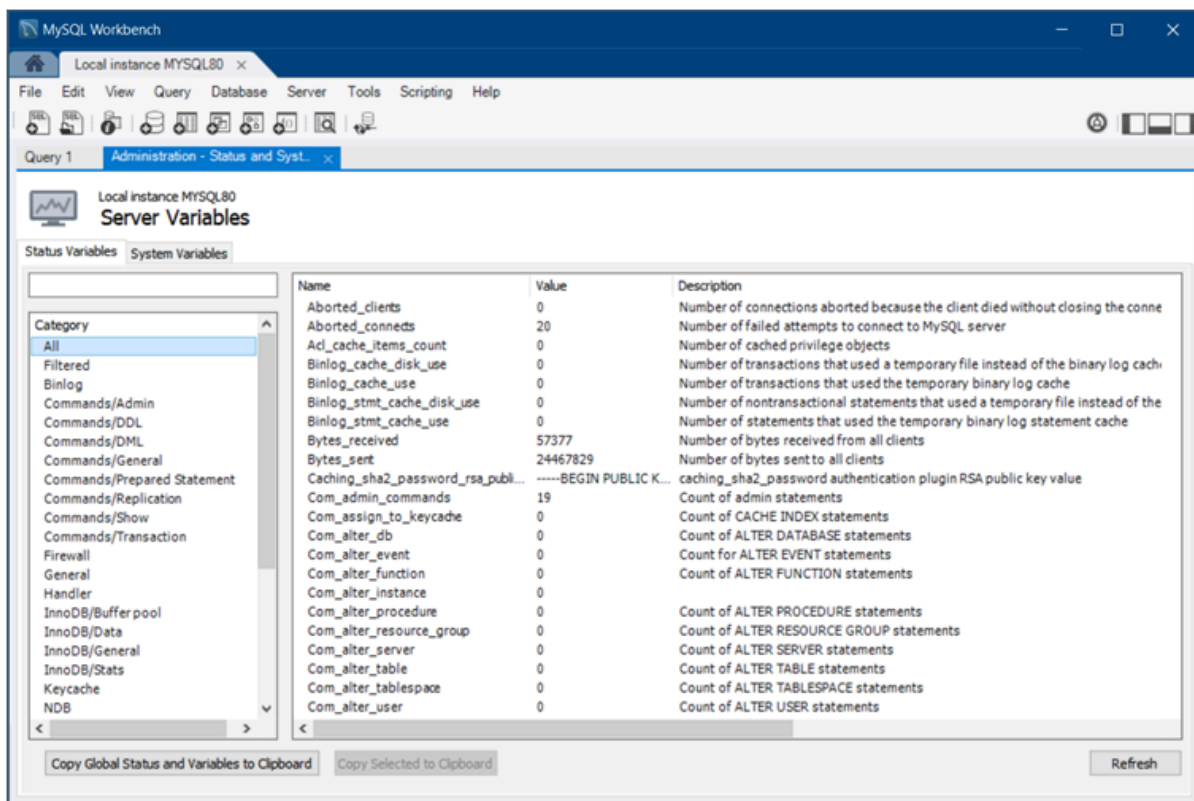 MySQL Workbench
Local instance MYSQL80
File Edit View Query Database Server Tools Scripting Help
Query 1 Administration - Status and Syst..
Local instance MYSQL80
Server Variables
Status Variables System Variables
Category
All
Filtered
Binlog
Commands/Admin
Commands/DDL
Commands/DML
Commands/General
Commands/Prepared Statement
Commands/Replication
Commands/Show
Commands/Transaction
Firewall
General
Handler
InnoDB/Buffer pool
InnoDB/Data
InnoDB/General
InnoDB/Stats
Keycache
NDB
Name Value Description
Aborted_clients 0 Number of connections aborted because the client died without closing the conne
Aborted_connects 20 Number of failed attempts to connect to MySQL server
Acl_cache_items_count 0 Number of cached privilege objects
Binlog_cache_disk_use 0 Number of transactions that used a temporary file instead of the binary log cach
Binlog_cache_use 0 Number of transactions that used the temporary binary log cache
Binlog_stmt_cache_disk_use 0 Number of nontransactional statements that used a temporary file instead of the
Binlog_stmt_cache_use 0 Number of statements that used the temporary binary log statement cache
Bytes_received 57377 Number of bytes received from all clients
Bytes_sent 24467829 Number of bytes sent to all clients
Caching_sha2_password_rsa_publi... -----BEGIN PUBLIC K... caching_sha2_password authentication plugin RSA public key value
Com_admin_commands 19 Count of admin statements
Com_assign_to_keycache 0 Count of CACHE INDEX statements
Com_alter_db 0 Count of ALTER DATABASE statements
Com_alter_event 0 Count for ALTER EVENT statements
Com_alter_function 0 Count of ALTER FUNCTION statements
Com_alter_instance 0
Com_alter_procedure 0 Count of ALTER PROCEDURE statements
Com_alter_resource_group 0 Count of ALTER RESOURCE GROUP statements
Com_alter_server 0 Count of ALTER SERVER statements
Com_alter_table 0 Count of ALTER TABLE statements
Com_alter_tablespace 0 Count of ALTER TABLESPACE statements
Com_alter_user 0 Count of ALTER USER statements
Copy Global Status and Variables to Clipboard Copy Selected to Clipboard Refresh